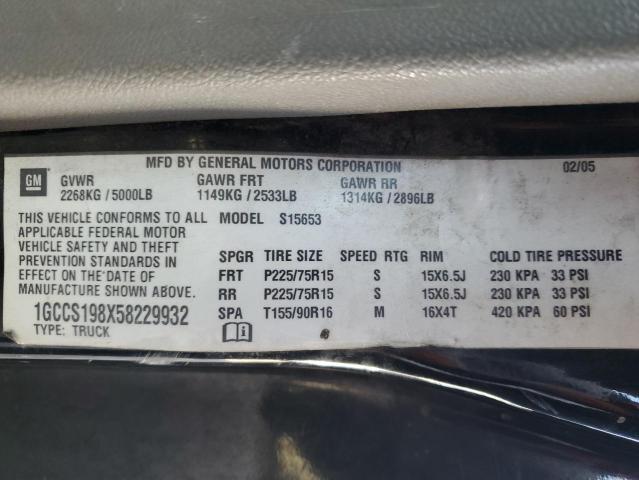 MFD BY GENERAL MOTORS CORPORATION 02/05
GM
GVWR GAWR FRT GAWR RR
2268KG / 5000LB 1149KG / 2533LB 1314KG / 2896LB
THIS VEHICLE CONFORMS TO ALL
APPLICABLE FEDERAL MOTOR
VEHICLE SAFETY AND THEFT
PREVENTION STANDARDS IN
EFFECT ON THE DATE OF
MANUFACTURE SHOWN ABOVE.
1GCCS198X58229932
TYPE: TRUCK
MODEL S15653
SPGR TIRE SIZE SPEED RTG RIM COLD TIRE PRESSURE
FRT P225/75R15 S 15X6.5J 230 KPA 33 PSI
RR P225/75R15 S 15X6.5J 230 KPA 33 PSI
SPA T155/90R16 M 16X4T 420 KPA 60 PSI